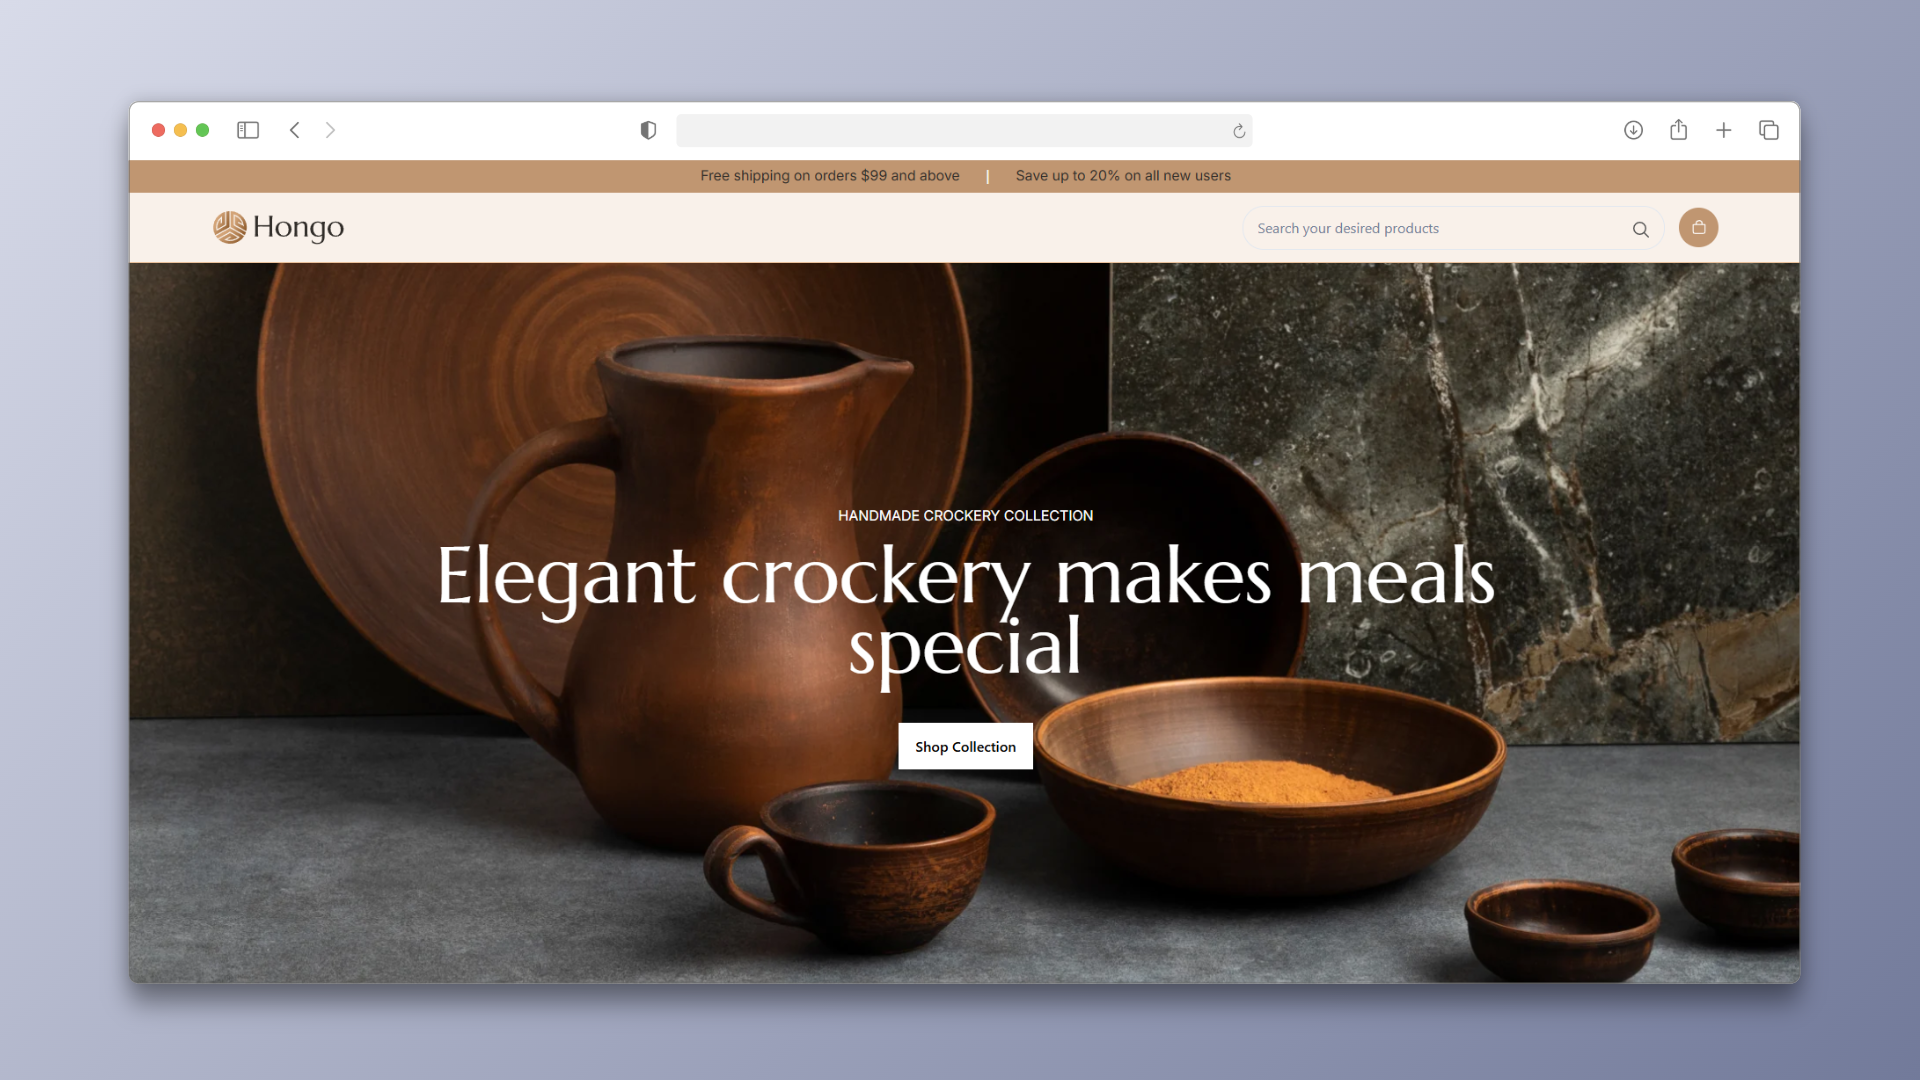 Free shipping on orders $99 and above | Save up to 20% on all new users
Hongo
Search your desired products
HANDMADE CROCKERY COLLECTION
Elegant crockery makes meals
special
Shop Collection